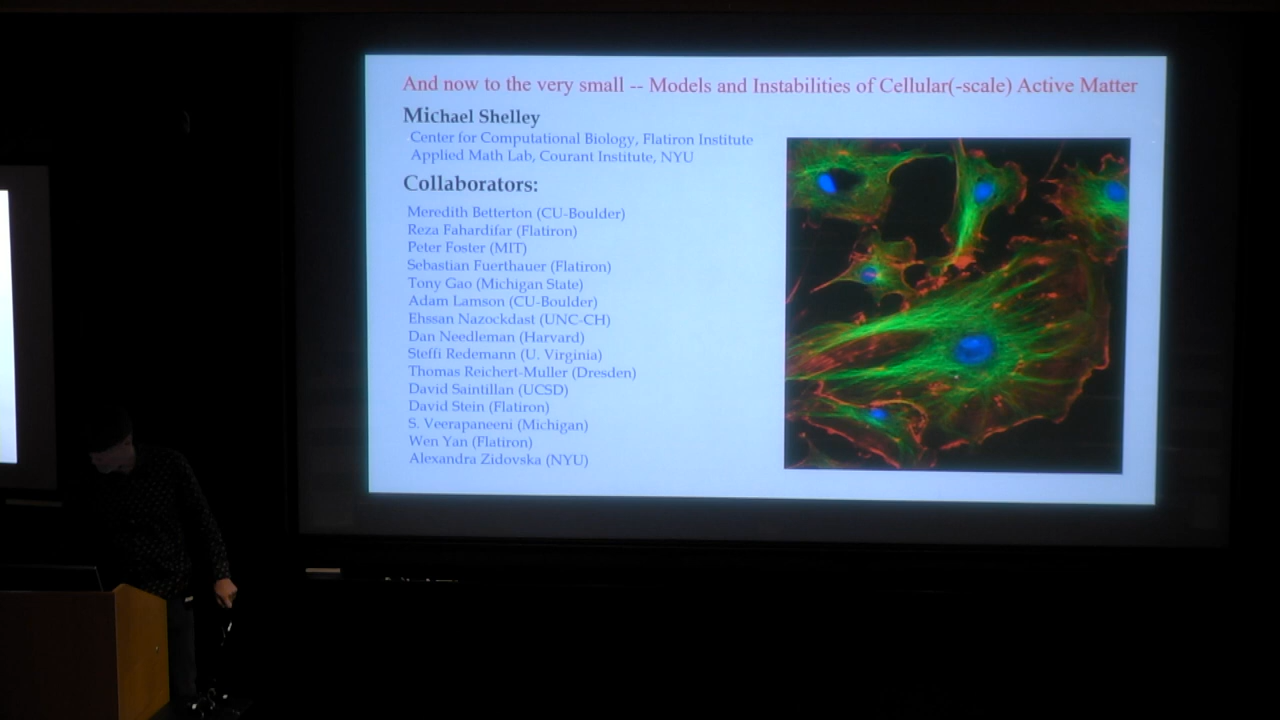 And now to the very small -- Models and Instabilities of Cellular(-scale) Active Matter
Michael Shelley
Center for Computational Biology, Flatiron Institute
Applied Math Lab, Courant Institute, NYU
Collaborators:
Meredith Betterton (CU-Boulder)
Reza Fahardifar (Flatiron)
Peter Foster (MIT)
Sebastian Fuerthauer (Flatiron)
Tony Gao (Michigan State)
Adam Lamson (CU-Boulder)
Ehssan Nazockdast (UNC-CH)
Dan Needleman (Harvard)
Steffi Redemann (U. Virginia)
Thomas Reichert-Muller (Dresden)
David Saintillan (UCSD)
David Stein (Flatiron)
S. Veerapaneeni (Michigan)
Wen Yan (Flatiron)
Alexandra Zidovska (NYU)